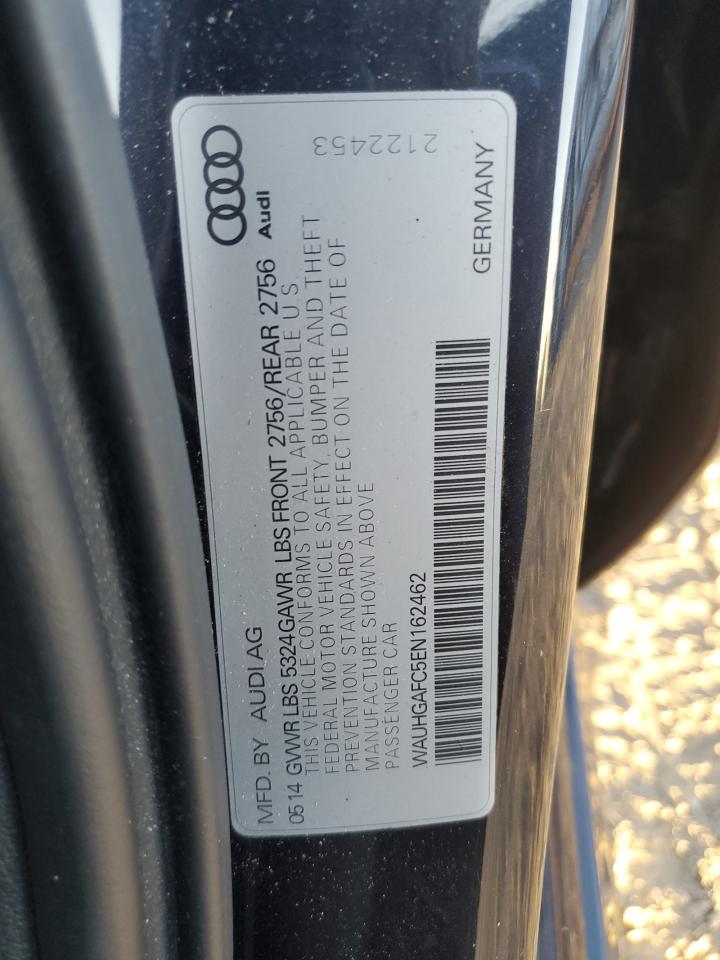 MFD. BY AUDI AG
Audi
0514 GVWR LBS 5324GAWR LBS FRONT 2756/REAR 2756
THIS VEHICLE CONFORMS TO ALL APPLICABLE U.S.
FEDERAL MOTOR VEHICLE SAFETY, BUMPER AND THEFT
PREVENTION STANDARDS IN EFFECT ON THE DATE OF
MANUFACTURE SHOWN ABOVE
PASSENGER CAR
WAUHGAFC5EN162462
GERMANY
2122453